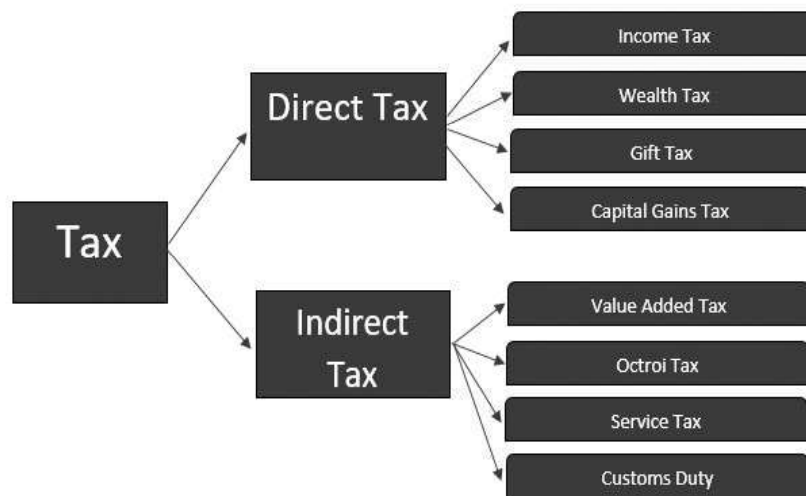 Tax
Direct Tax
Income Tax
Wealth Tax
Gift Tax
Capital Gains Tax
Indirect
Tax
Value Added Tax
Octroi Tax
Service Tax
Customs Duty